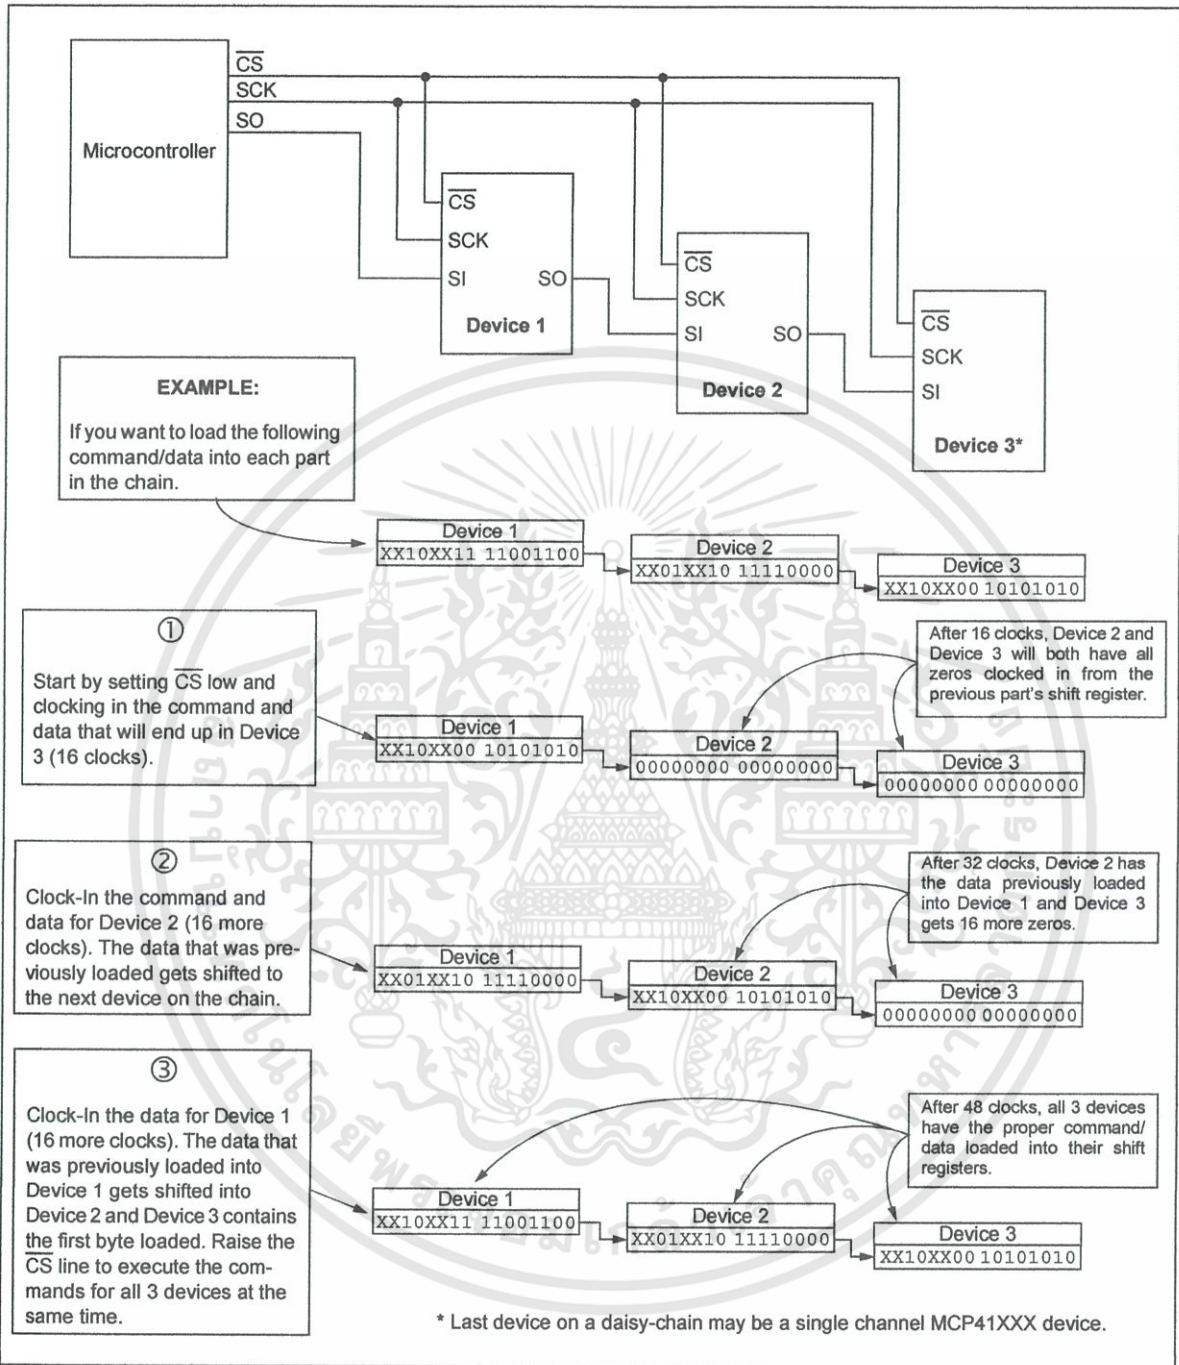 CS
SCK
SO
Microcontroller
CS
SCK
SI SO
Device 1
CS
SCK
SI SO
Device 2
CS
SCK
SI
Device 3*
EXAMPLE:
If you want to load the following
command/data into each part
in the chain.
Device 1
XX10XX11 11001100
Device 2
XX01XX10 11110000
Device 3
XX10XX00 10101010
①
Start by setting CS low and
clocking in the command and
data that will end up in Device
3 (16 clocks).
Device 1
XX10XX00 10101010
Device 2
00000000 00000000
Device 3
00000000 00000000
After 16 clocks, Device 2 and
Device 3 will both have all
zeros clocked in from the
previous part's shift register.
②
Clock-In the command and
data for Device 2 (16 more
clocks). The data that was pre-
viously loaded gets shifted to
the next device on the chain.
Device 1
XX01XX10 11110000
Device 2
XX10XX00 10101010
Device 3
00000000 00000000
After 32 clocks, Device 2 has
the data previously loaded
into Device 1 and Device 3
gets 16 more zeros.
③
Clock-In the data for Device 1
(16 more clocks). The data that
was previously loaded into
Device 1 gets shifted into
Device 2 and Device 3 contains
the first byte loaded. Raise the
CS line to execute the com-
mands for all 3 devices at the
same time.
Device 1
XX10XX11 11001100
Device 2
XX01XX10 11110000
Device 3
XX10XX00 10101010
After 48 clocks, all 3 devices
have the proper command/
data loaded into their shift
registers.
* Last device on a daisy-chain may be a single channel MCP41XXX device.